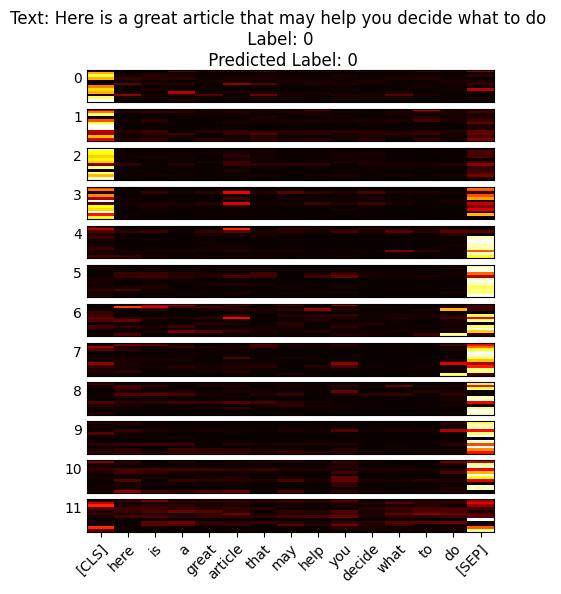 Text: Here is a great article that may help you decide what to do
Label: 0
Predicted Label: 0
0
1
2
3
4
5
6
7
8
9
10
11
[CLS]
here
is
a
great
article
that
may
help
you
decide
what
to
do
[SEP]